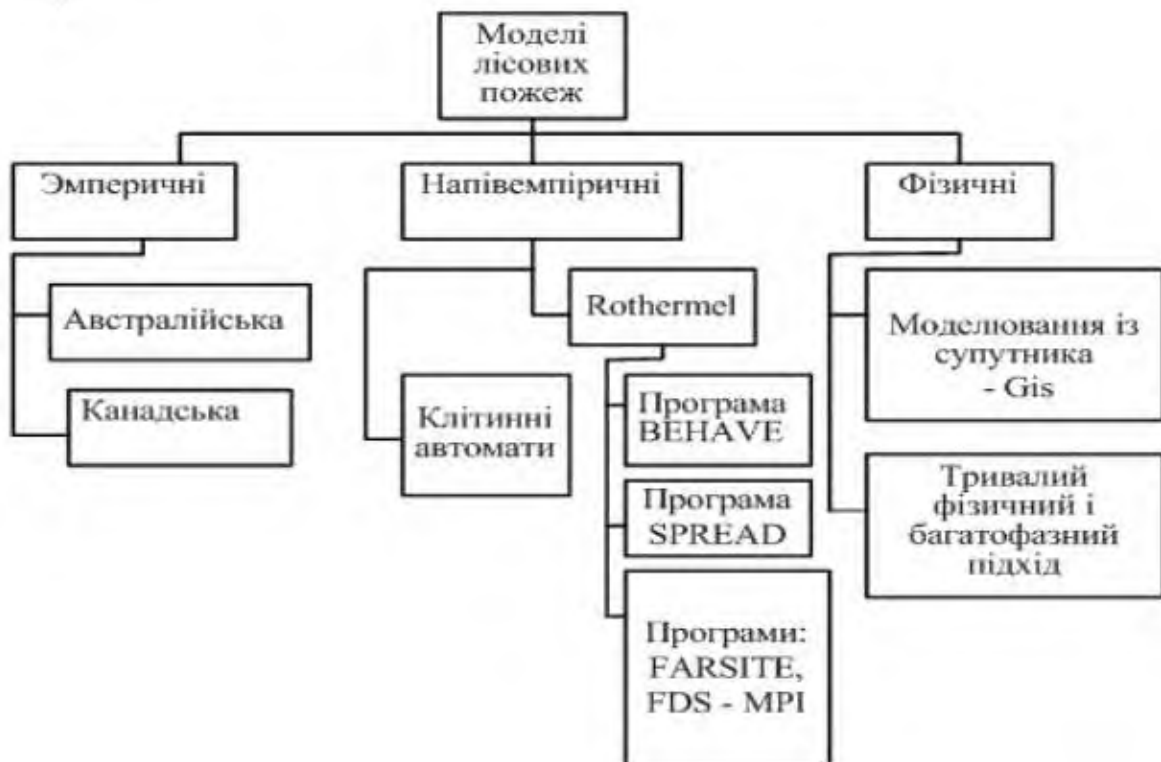 Моделі
лісових
пожеж
Эмперичні
Напівемпіричні
Фізичні
Австралійська
Канадська
Клітинні
автомати
Rothermel
Програма
BEHAVE
Програма
SPREAD
Програми:
FARSITE,
FDS - MPI
Моделювання із
супутника
- Gis
Тривалий
фізичний і
багатофазний
підхід